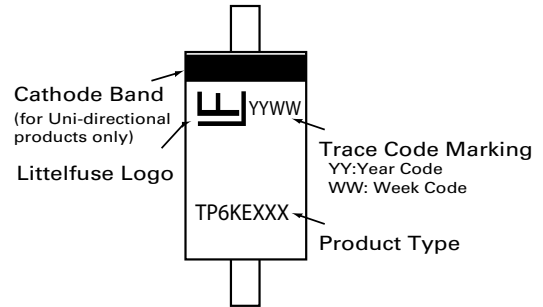 Cathode Band
(for Uni-directional
products only)
Littelfuse Logo
YYWW
Trace Code Marking
YY:Year Code
WW: Week Code
TP6KEXXX
Product Type